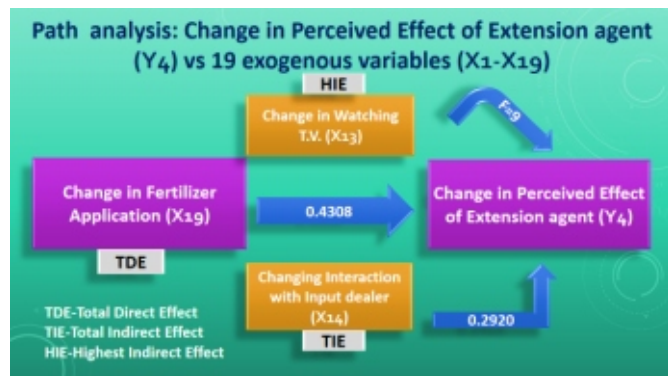 Path analysis: Change in Perceived Effect of Extension agent
(Y4) vs 19 exogenous variables (X1-X19)
HIE
Change in Watching
T.V. (X13)
F=9
Change in Fertilizer
Application (X19)
0.4308
Change in Perceived Effect
of Extension agent (Y4)
TDE
Changing Interaction
with Input dealer
(X14)
0.2920
TIE
TDE-Total Direct Effect
TIE-Total Indirect Effect
HIE-Highest Indirect Effect